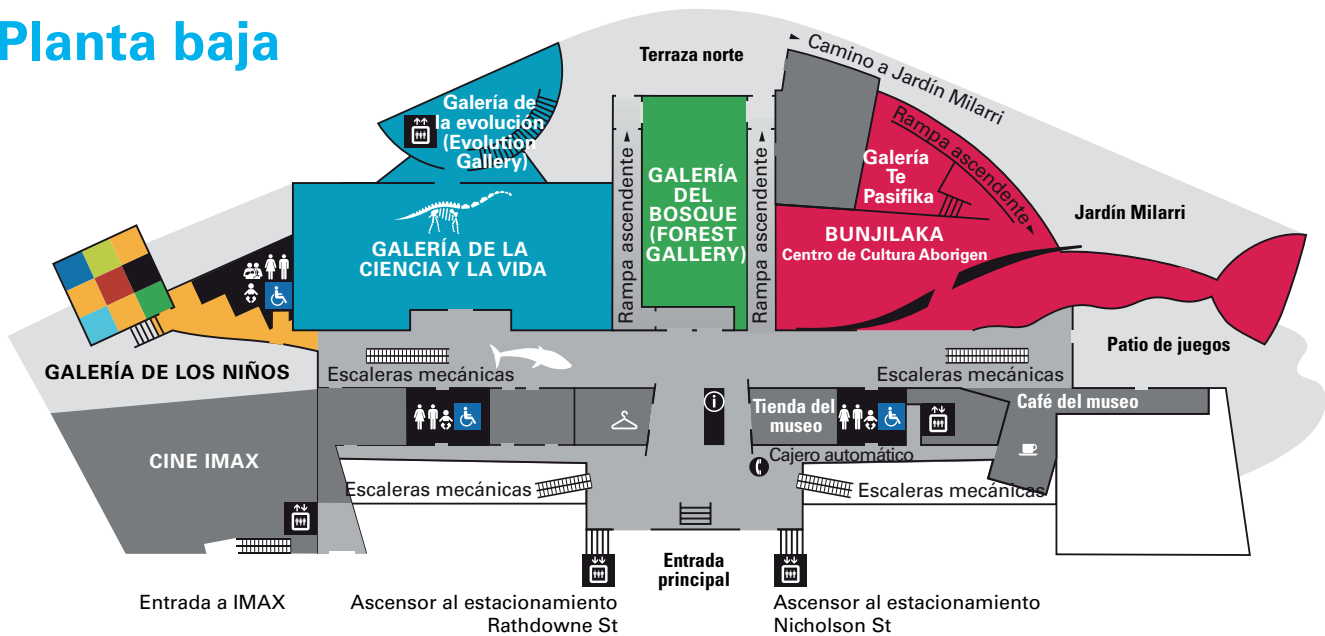 Planta baja
Terraza norte
Camino a Jardín Milarri
Galería de
la evolución
(Evolution
Gallery)
Rampa ascendente
GALERÍA
DEL
BOSQUE
(FOREST
GALLERY)
Rampa ascendente
Galería
Te
Pasifika
Rampa ascendente
Jardín Milarri
GALERÍA DE LA
CIENCIA Y LA VIDA
BUNJILAKA
Centro de Cultura Aborigen
GALERÍA DE LOS NIÑOS
Escaleras mecánicas
Escaleras mecánicas
Patio de juegos
i
Tienda del
museo
Café del museo
CINE IMAX
Cajero automático
Escaleras mecánicas
Escaleras mecánicas
Entrada
principal
Entrada a IMAX
Ascensor al estacionamiento
Rathdowne St
Ascensor al estacionamiento
Nicholson St